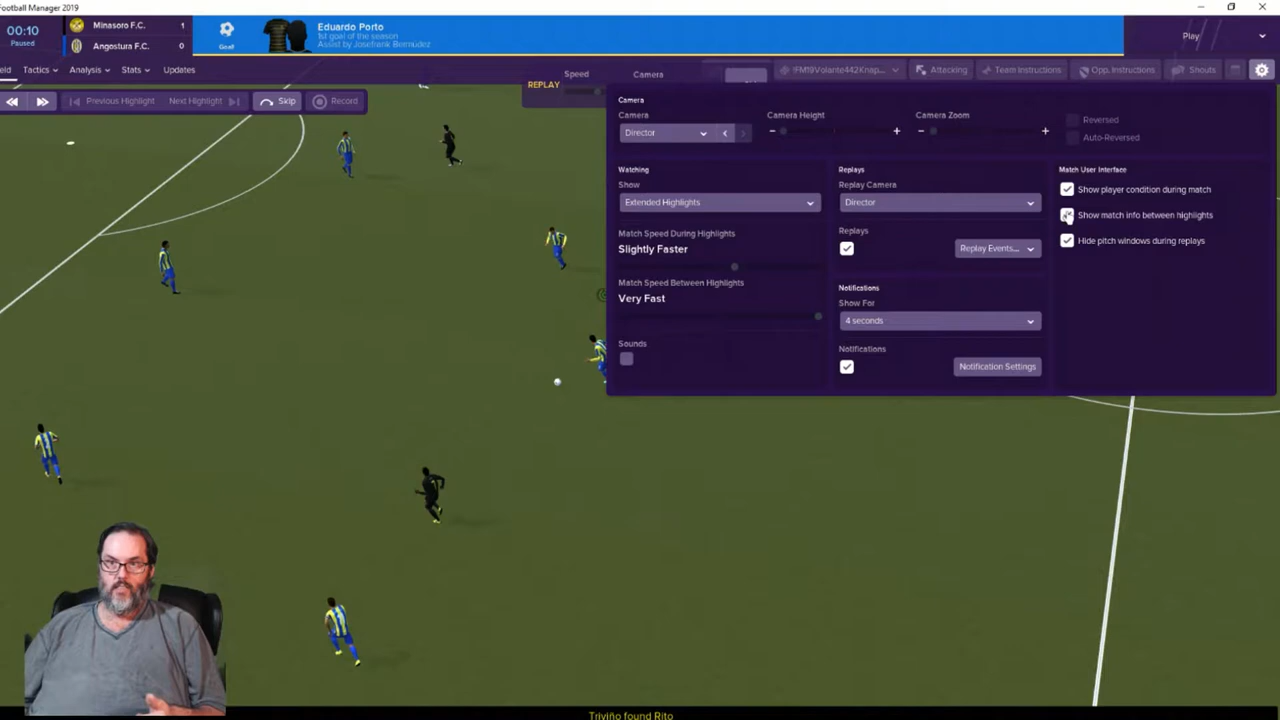 Football Manager 2019
00:10
Paused
Minasoro F.C. 1
Angostura F.C. 0
Goal!
Eduardo Porto
1st goal of the season
Assist by Josefrank Bermúdez
Play
eld Tactics Analysis Stats Updates
REPLAY Speed Camera
!FM19Volante442Knap... Attacking Team Instructions Opp. Instructions Shouts
Previous Highlight Next Highlight Skip Record
Camera
Camera
Director
Camera Height
Camera Zoom
Reversed
Auto-Reversed
Watching
Show
Extended Highlights
Match Speed During Highlights
Slightly Faster
Match Speed Between Highlights
Very Fast
Sounds
Replays
Replay Camera
Director
Replays
Replay Events...
Notifications
Show For
4 seconds
Notifications
Notification Settings
Match User Interface
Show player condition during match
Show match info between highlights
Hide pitch windows during replays
Triviño found Rito